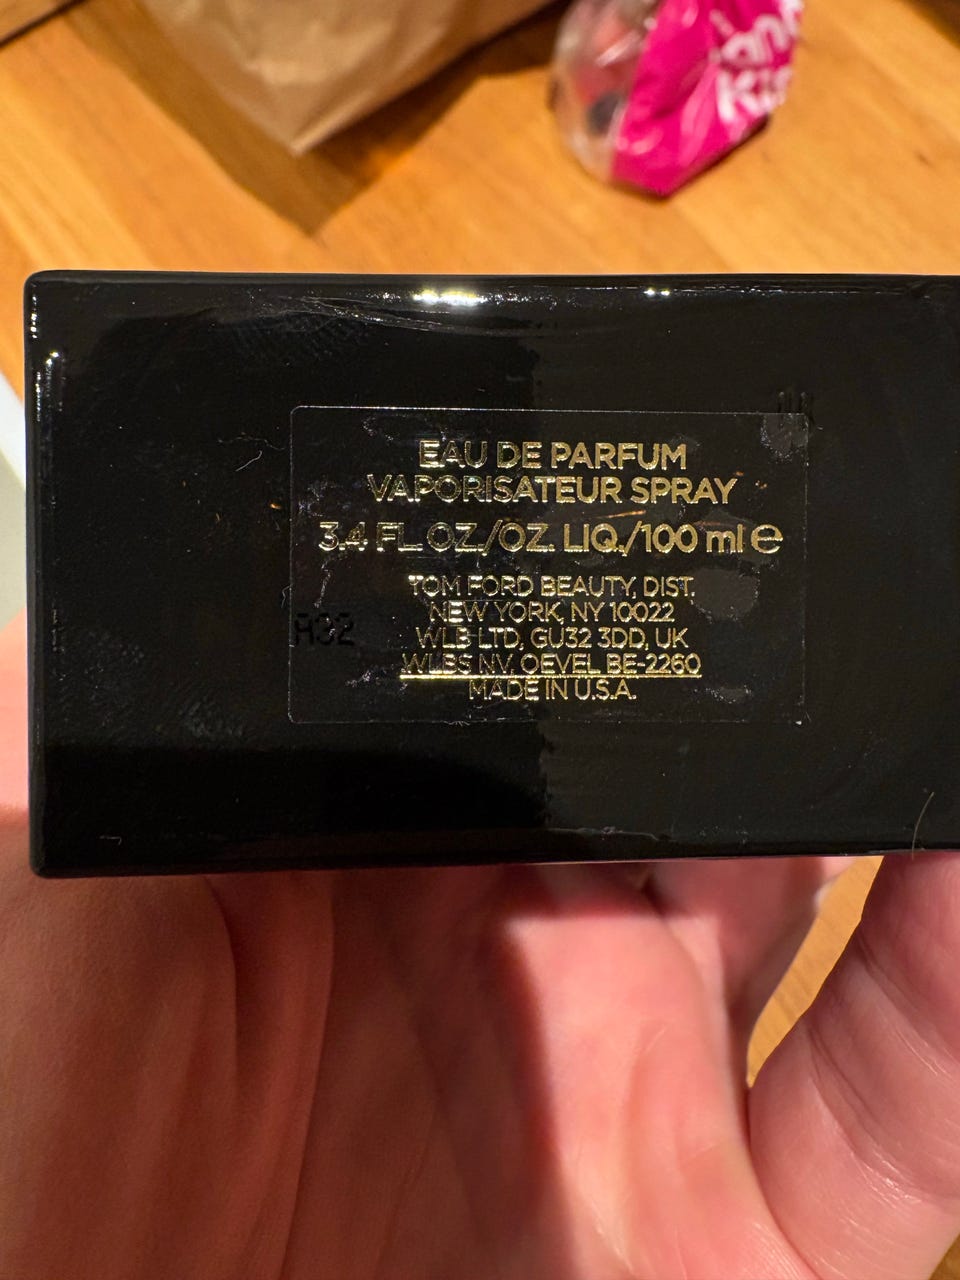 EAU DE PARFUM
VAPORISATEUR SPRAY
3.4 FL. OZ./OZ. LIQ./100 ml e
TOM FORD BEAUTY, DIST.
NEW YORK, NY 10022
WLB LTD, GU32 3DD, UK
WLBS NV, OEVEL BE-2260
MADE IN U.S.A.
A32